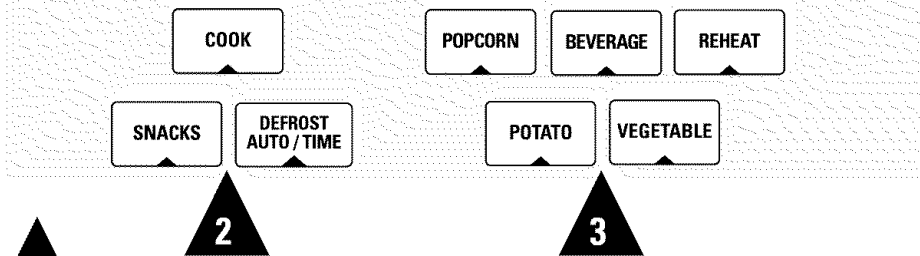 COOK
POPCORN
BEVERAGE
REHEAT
SNACKS
DEFROST
AUTO / TIME
POTATO
VEGETABLE
2
3